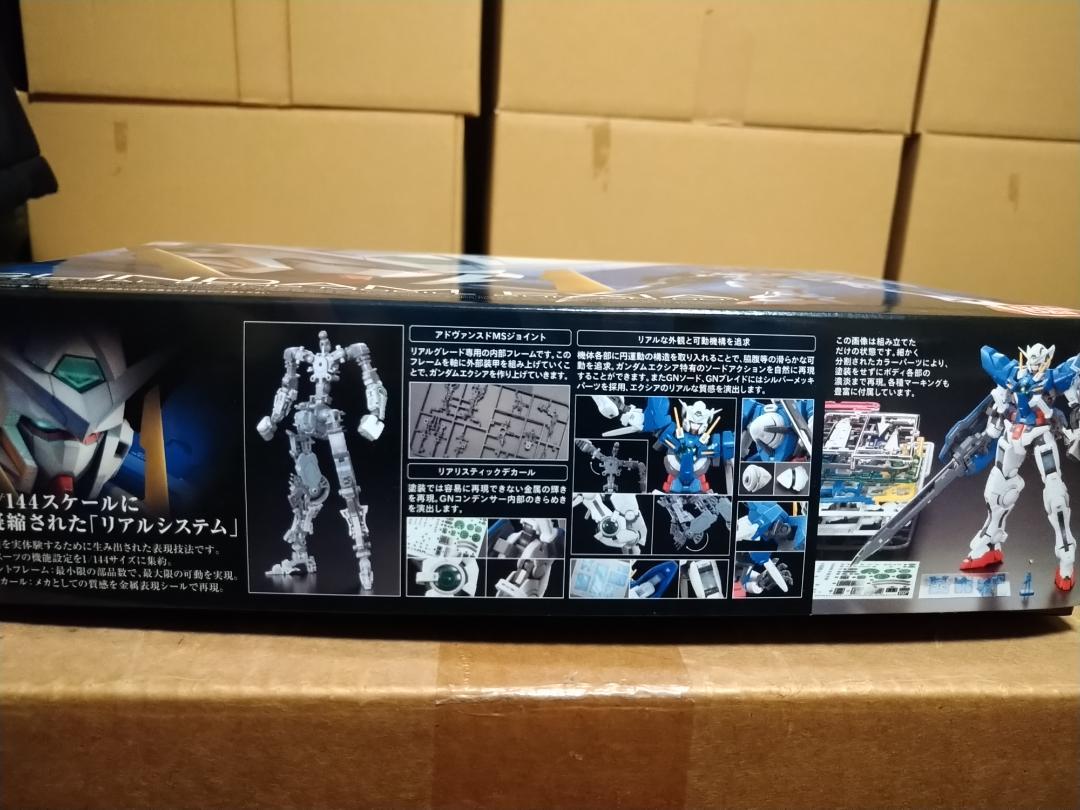 /144スケールに
縮された「リアルシステム」
を実体験するために生み出された表現技法です。
ーツの機能設定を1/144サイズに集約。
ントフレーム:最小限の部品数で、最大限の可動を実現。
カール:メカとしての質感を金属表現シールで再現。
アドヴァンスドMSジョイント
リアルグレード専用の内部フレームです。この
フレームを軸に外部装甲を組み上げていくこ
とで、ガンダムエクシアを作り上げていきます。
リアリスティックデカール
塗装では容易に再現できない金属の輝き
を再現。GNコンデンサー内部のきらめき
を演出します。
リアルな外観と可動機構を追求
機体各部に円運動の構造を取り入れることで、脇腹等の滑らかな可
動を追求。ガンダムエクシア特有のソードアクションを自然に再現
することができます。またGNソード、GNブレイドにはシルバーメッキ
パーツを採用、エクシアのリアルな質感を演出します。
この画像は組み立てた
だけの状態です。細かく
分割されたカラーパーツにより、
塗装をせずにボディ各部の
濃淡まで再現。各種マーキングも
豊富に付属しています。